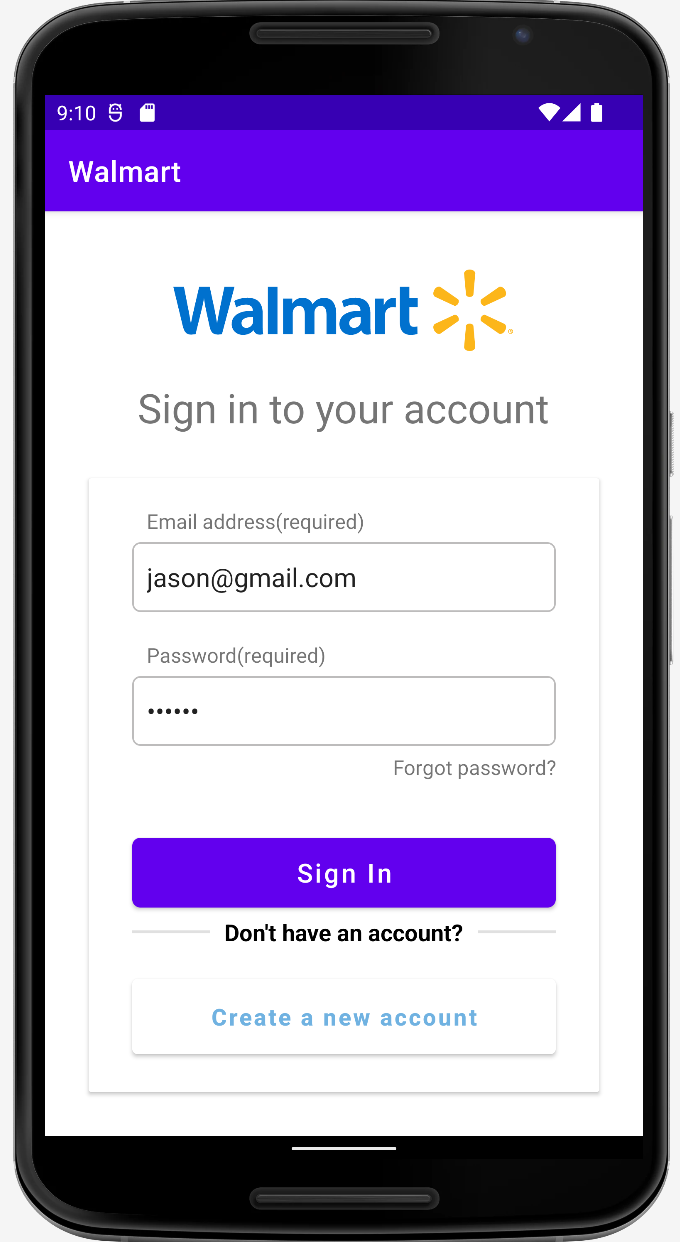 9:10
Walmart
Walmart
Sign in to your account
Email address(required)
jason@gmail.com
Password(required)
••••••
Forgot password?
Sign In
Don't have an account?
Create a new account